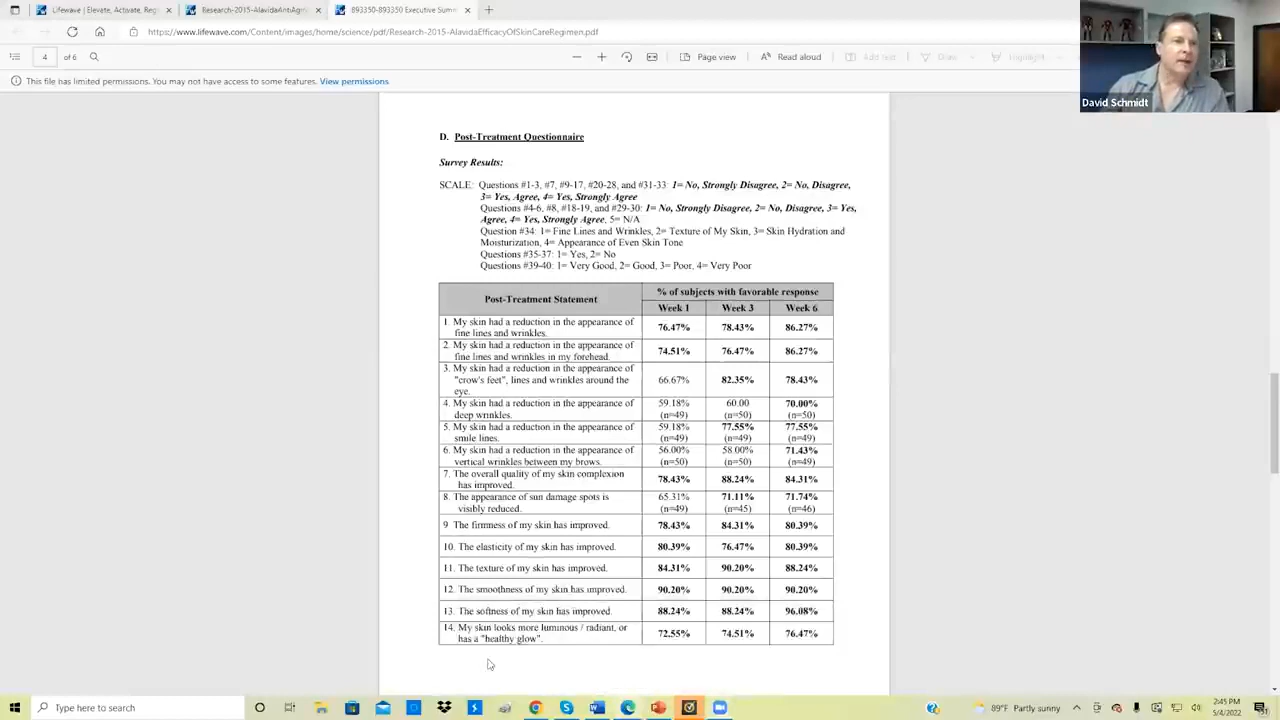 Lifewave | Elevate, Activate, Reg
Research-2015-AlavidaAntiAgin
893350-893350 Executive Sum
https://www.lifewave.com/Content/images/home/science/pdf/Research-2015-AlavidaEfficacyOfSkinCareRegimen.pdf
4 of 6
Page view
Read aloud
Add text
Draw
Highlight
This file has limited permissions. You may not have access to some features. View permissions
David Schmidt
D. Post-Treatment Questionnaire
Survey Results:
SCALE: Questions #1-3, #7, #9-17, #20-28, and #31-33: 1= No, Strongly Disagree, 2= No, Disagree,
3= Yes, Agree, 4= Yes, Strongly Agree
Questions #4-6, #8, #18-19, and #29-30: 1= No, Strongly Disagree, 2= No, Disagree, 3= Yes,
Agree, 4= Yes, Strongly Agree, 5= N/A
Question #34: 1= Fine Lines and Wrinkles, 2= Texture of My Skin, 3= Skin Hydration and
Moisturization, 4= Appearance of Even Skin Tone
Questions #35-37: 1= Yes, 2= No
Questions #39-40: 1= Very Good, 2= Good, 3= Poor, 4= Very Poor
Post-Treatment Statement
% of subjects with favorable response
Week 1 Week 3 Week 6
1. My skin had a reduction in the appearance of
fine lines and wrinkles.
76.47% 78.43% 86.27%
2. My skin had a reduction in the appearance of
fine lines and wrinkles in my forehead.
74.51% 76.47% 86.27%
3. My skin had a reduction in the appearance of
"crow's feet", lines and wrinkles around the
eye.
66.67% 82.35% 78.43%
4. My skin had a reduction in the appearance of
deep wrinkles.
59.18% 60.00 70.00%
(n=49) (n=50) (n=50)
5. My skin had a reduction in the appearance of
smile lines.
59.18% 77.55% 77.55%
(n=49) (n=49) (n=49)
6. My skin had a reduction in the appearance of
vertical wrinkles between my brows.
56.00% 58.00% 71.43%
(n=50) (n=50) (n=49)
7. The overall quality of my skin complexion
has improved.
78.43% 88.24% 84.31%
8. The appearance of sun damage spots is
visibly reduced.
65.31% 71.11% 71.74%
(n=49) (n=45) (n=46)
9 The firmness of my skin has improved.
78.43% 84.31% 80.39%
10. The elasticity of my skin has improved.
80.39% 76.47% 80.39%
11. The texture of my skin has improved.
84.31% 90.20% 88.24%
12. The smoothness of my skin has improved.
90.20% 90.20% 90.20%
13. The softness of my skin has improved.
88.24% 88.24% 96.08%
14. My skin looks more luminous / radiant, or
has a "healthy glow".
72.55% 74.51% 76.47%
Type here to search
89°F Partly sunny
2:45 PM
5/4/2022